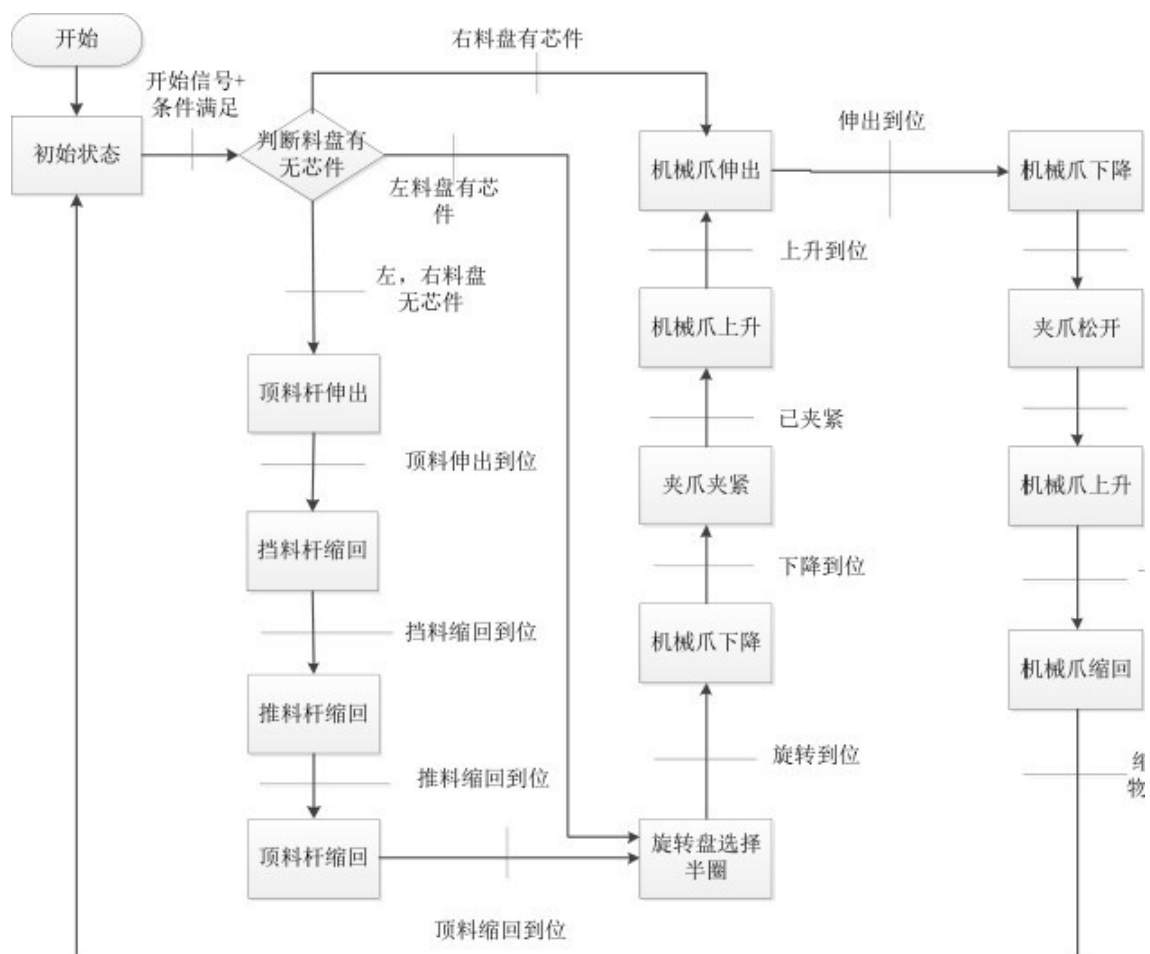 开始
开始信号+
条件满足
初始状态
判断料盘有
无芯件
右料盘有芯件
左料盘有芯
件
左，右料盘
无芯件
顶料杆伸出
顶料伸出到位
挡料杆缩回
挡料缩回到位
推料杆缩回
推料缩回到位
顶料杆缩回
顶料缩回到位
旋转盘选择
半圈
旋转到位
机械爪下降
下降到位
夹爪夹紧
已夹紧
机械爪上升
上升到位
机械爪伸出
伸出到位
机械爪下降
夹爪松开
机械爪上升
机械爪缩回
物